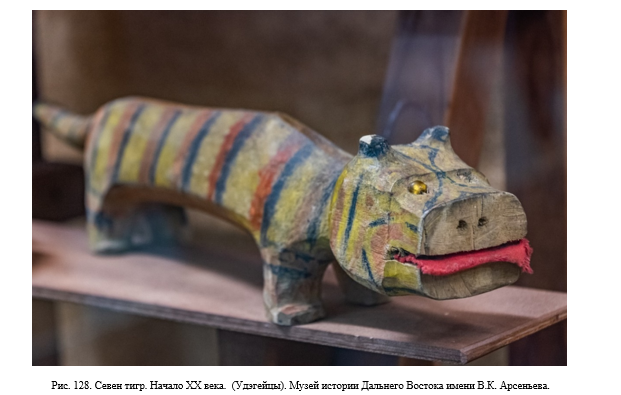 Рис. 128. Севен тигр. Начало XX века.  (Удэгейцы). Музей истории Дальнего Востока имени В.К. Арсеньева.